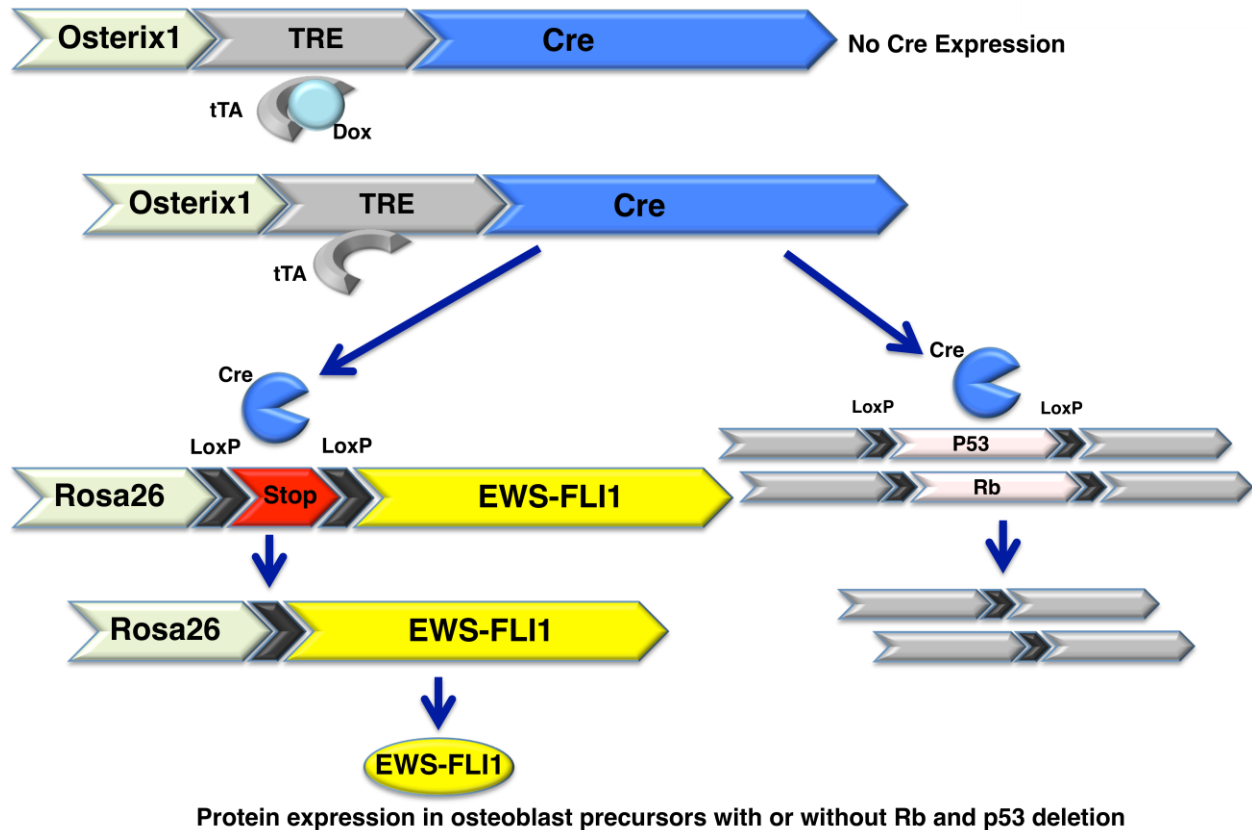 Osterix1 TRE Cre No Cre Expression
tTA
Dox
Osterix1 TRE Cre
tTA
Cre
LoxP LoxP
Rosa26 Stop EWS-FLI1
Rosa26 EWS-FLI1
EWS-FLI1
Cre
LoxP LoxP
P53
Rb
Protein expression in osteoblast precursors with or without Rb and p53 deletion